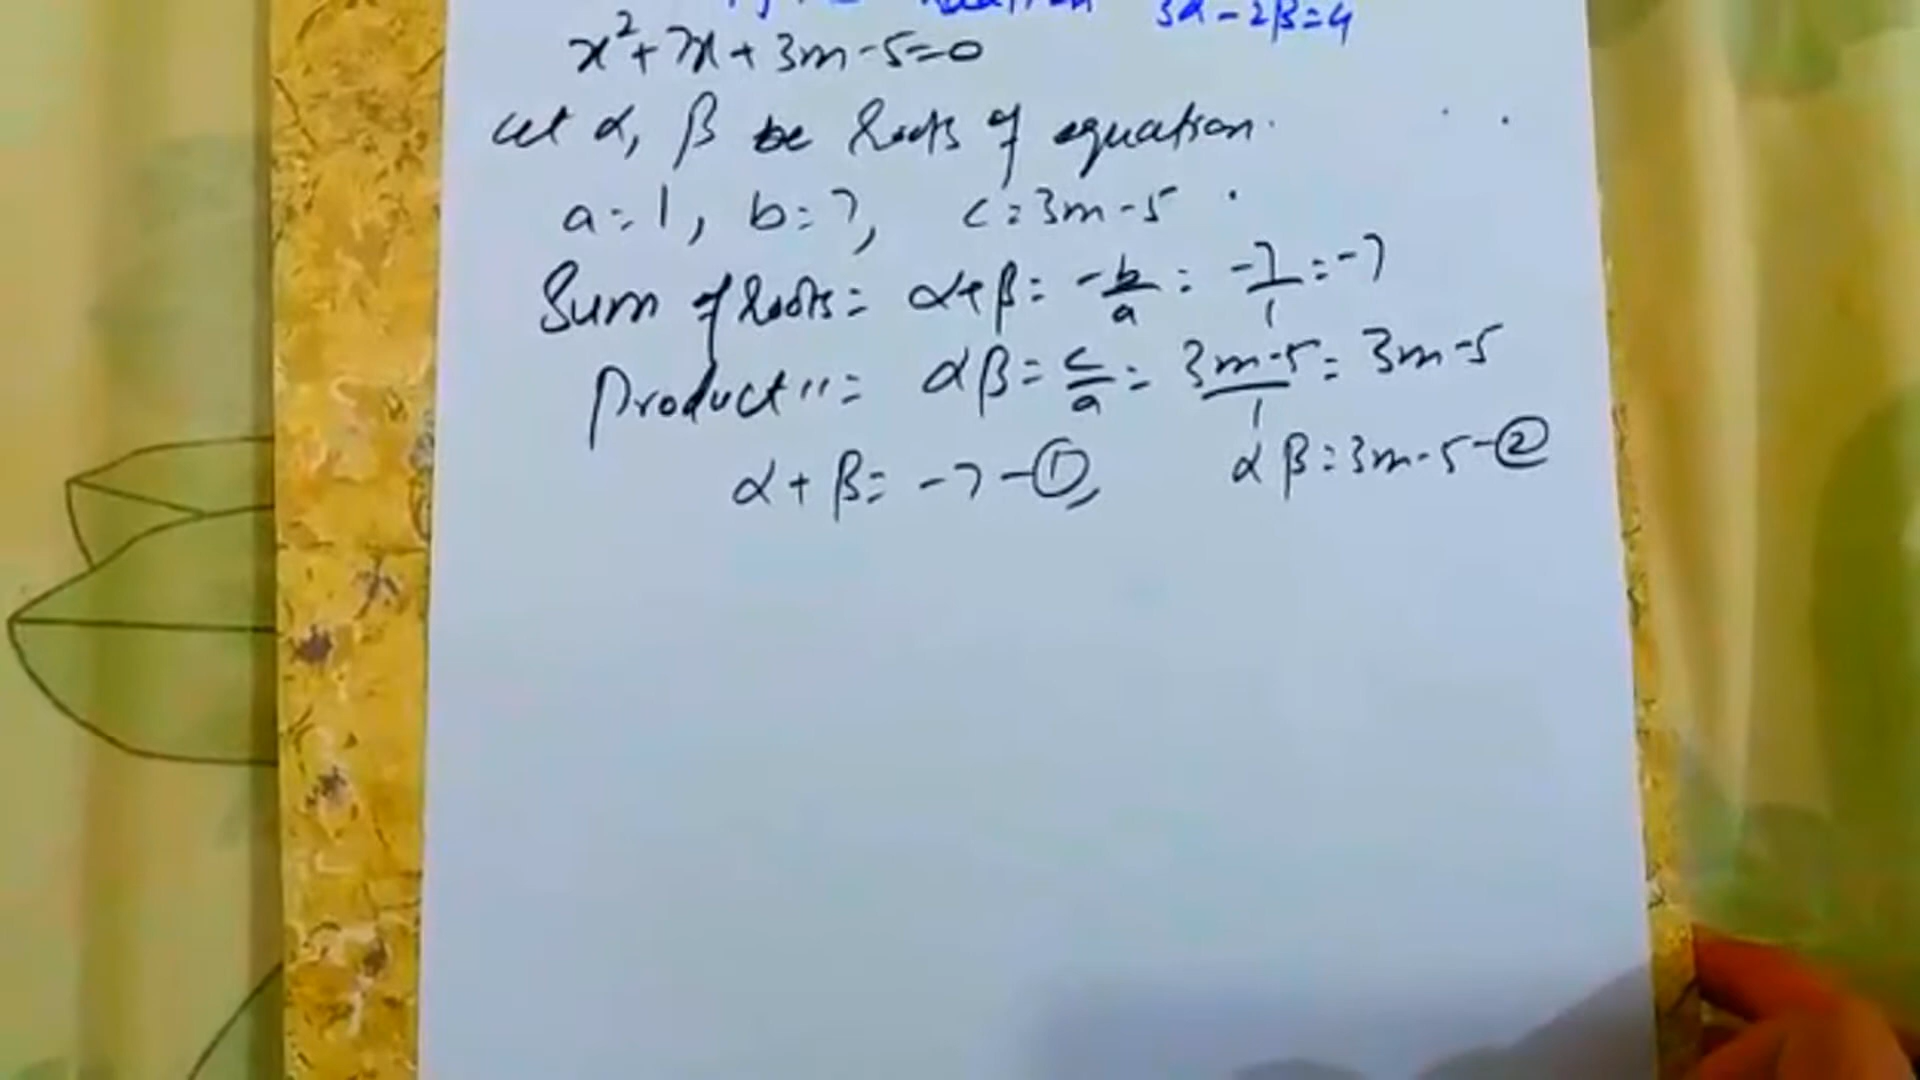 relation 3α-2β=4
x²+7x+3m-5=0
Let α, β be Roots of equation.
a=1, b=7, c=3m-5.
Sum of Roots= α+β= -b/a = -7/1 = -7
Product "= αβ= c/a = 3m-5/1 = 3m-5
α+β= -7-①, αβ=3m-5-②